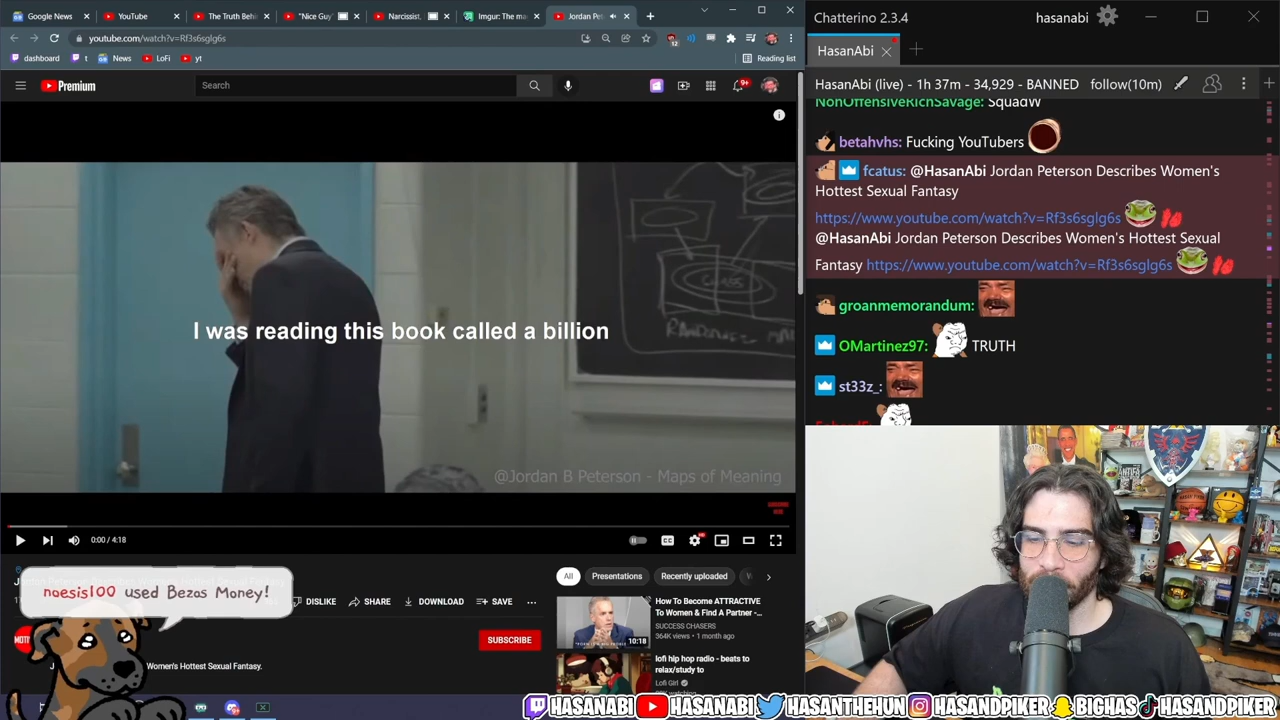 Google News
YouTube
The Truth Behi
"Nice Guy"
Narcissist,
Imgur: The ma
Jordan Pet
youtube.com/watch?v=Rf3s6sglg6s
12
dashboard
t
News
LoFi
yt
Reading list
Premium
Search
9+
I was reading this book called a billion
@Jordan B Peterson - Maps of Meaning
0:00 / 4:18
noesis100 used Bezos Money!
DISLIKE
SHARE
DOWNLOAD
SAVE
SUBSCRIBE
Women's Hottest Sexual Fantasy.
All
Presentations
Recently uploaded
How To Become ATTRACTIVE
To Women & Find A Partner -...
SUCCESS CHASERS
364K views • 1 month ago
10:18
lofi hip hop radio - beats to
relax/study to
Lofi Girl
Chatterino 2.3.4
hasanabi
HasanAbi
HasanAbi (live) - 1h 37m - 34,929 - BANNED
follow(10m)
NonOffensiveRichSavage: SquadW
betahvhs: Fucking YouTubers
fcatus: @HasanAbi Jordan Peterson Describes Women's
Hottest Sexual Fantasy
https://www.youtube.com/watch?v=Rf3s6sglg6s
@HasanAbi Jordan Peterson Describes Women's Hottest Sexual
Fantasy https://www.youtube.com/watch?v=Rf3s6sglg6s
groanmemorandum:
OMartinez97: TRUTH
st33z_:
HASANABI
HASANABI
HASANTHEHUN
HASANDPIKER
BIGHAS
HASANDPIKER